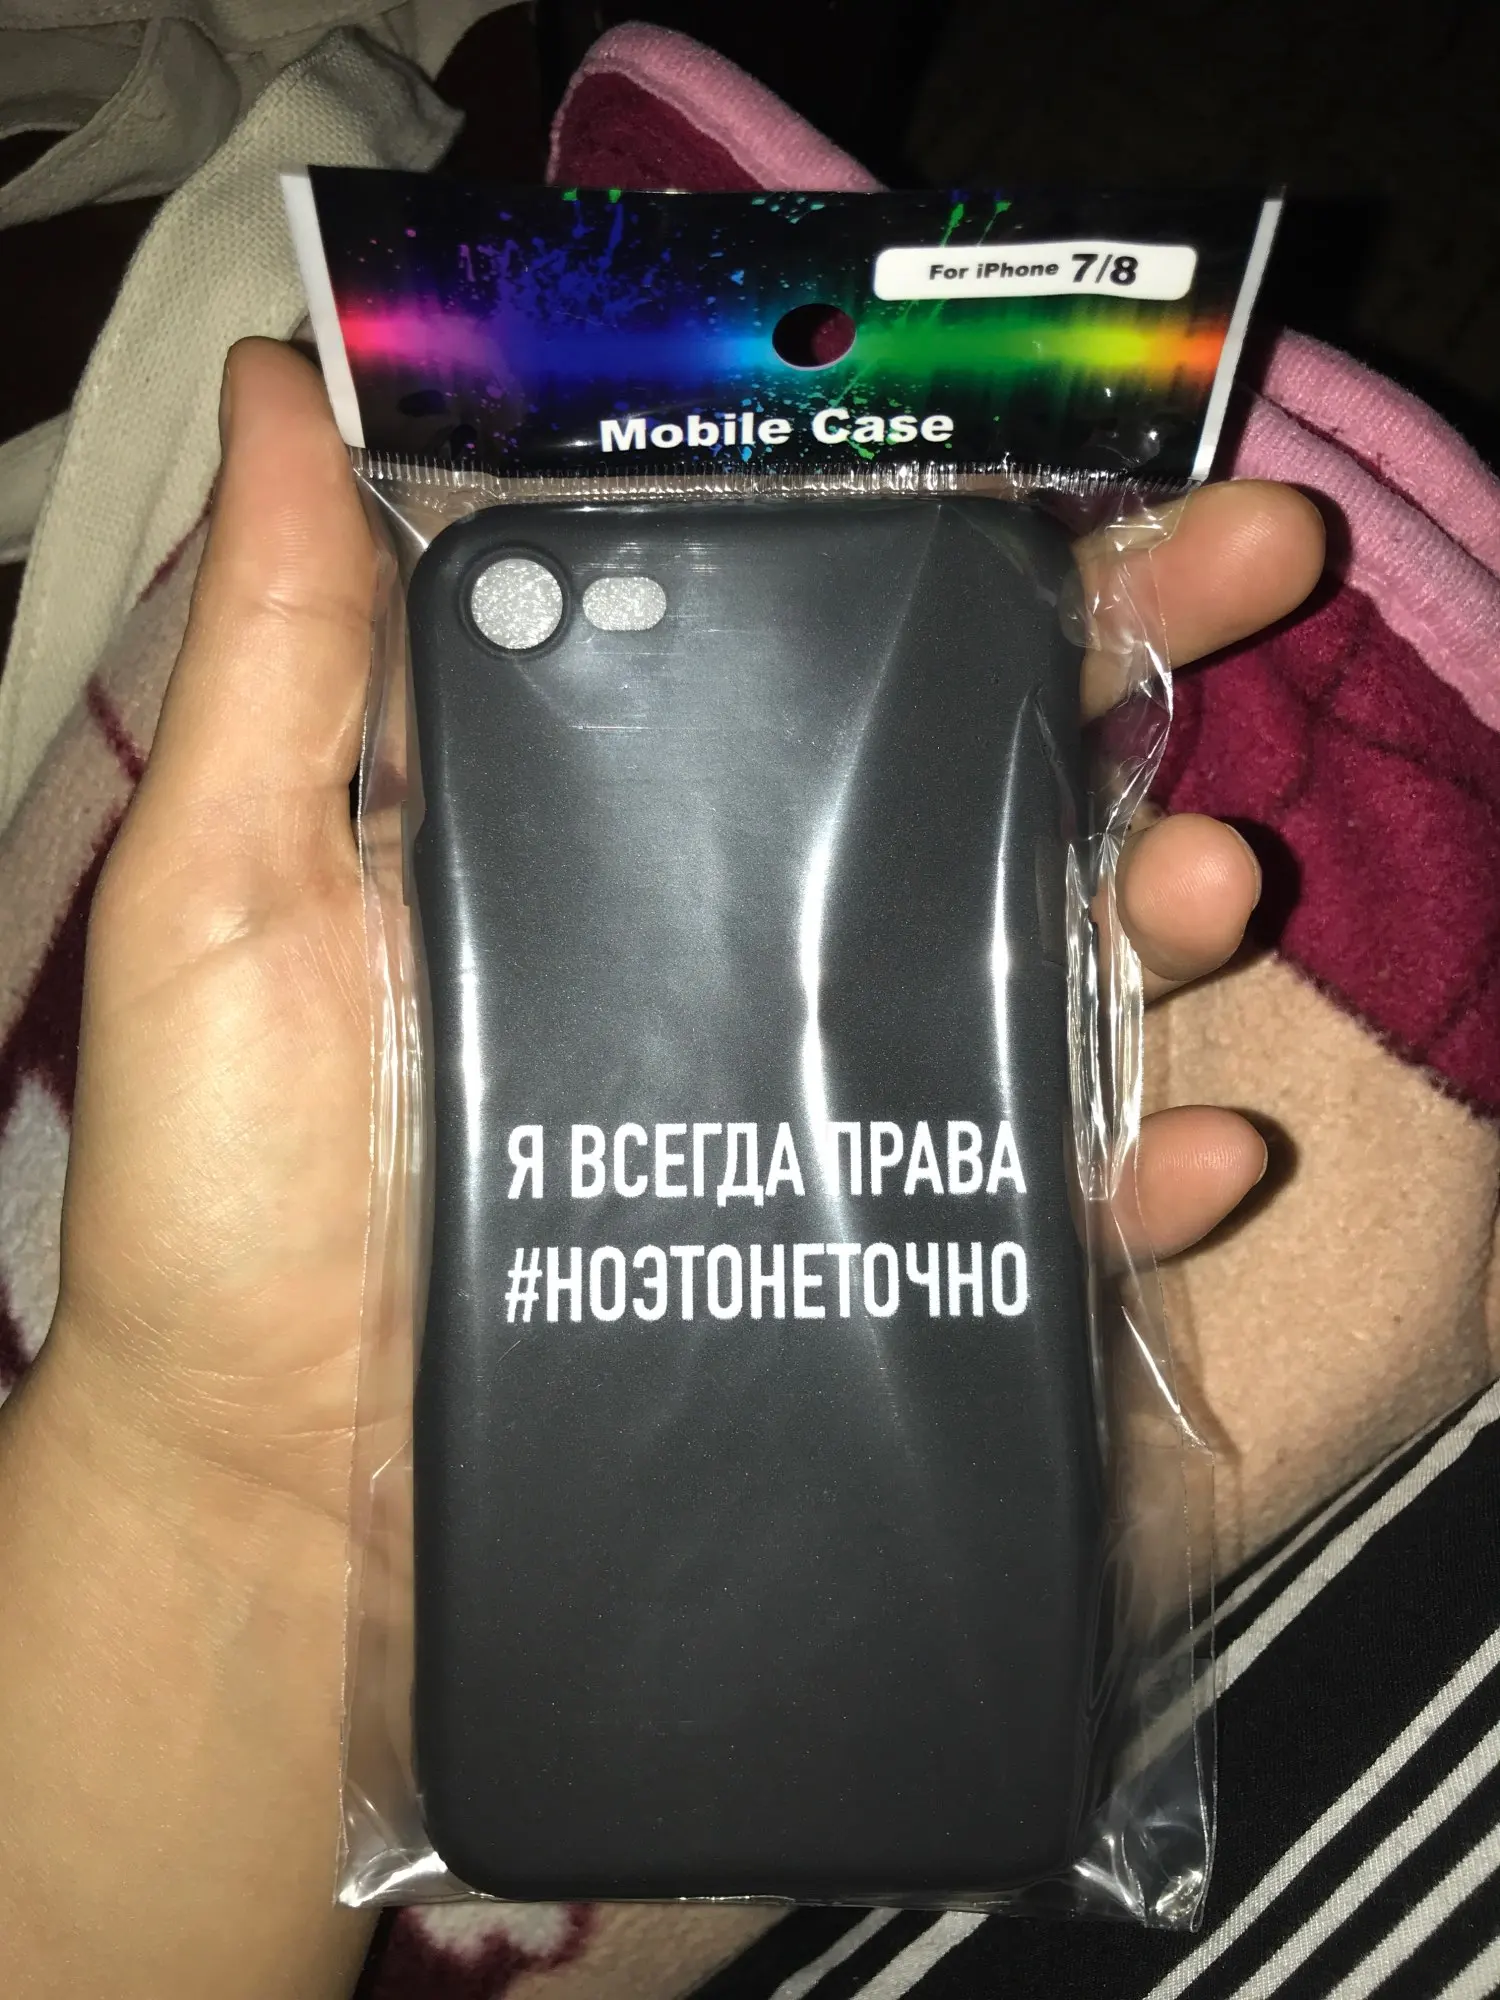 For iPhone 7/8
Mobile Case
Я ВСЕГДА ПРАВА
#НОЭТОНЕТОЧНО